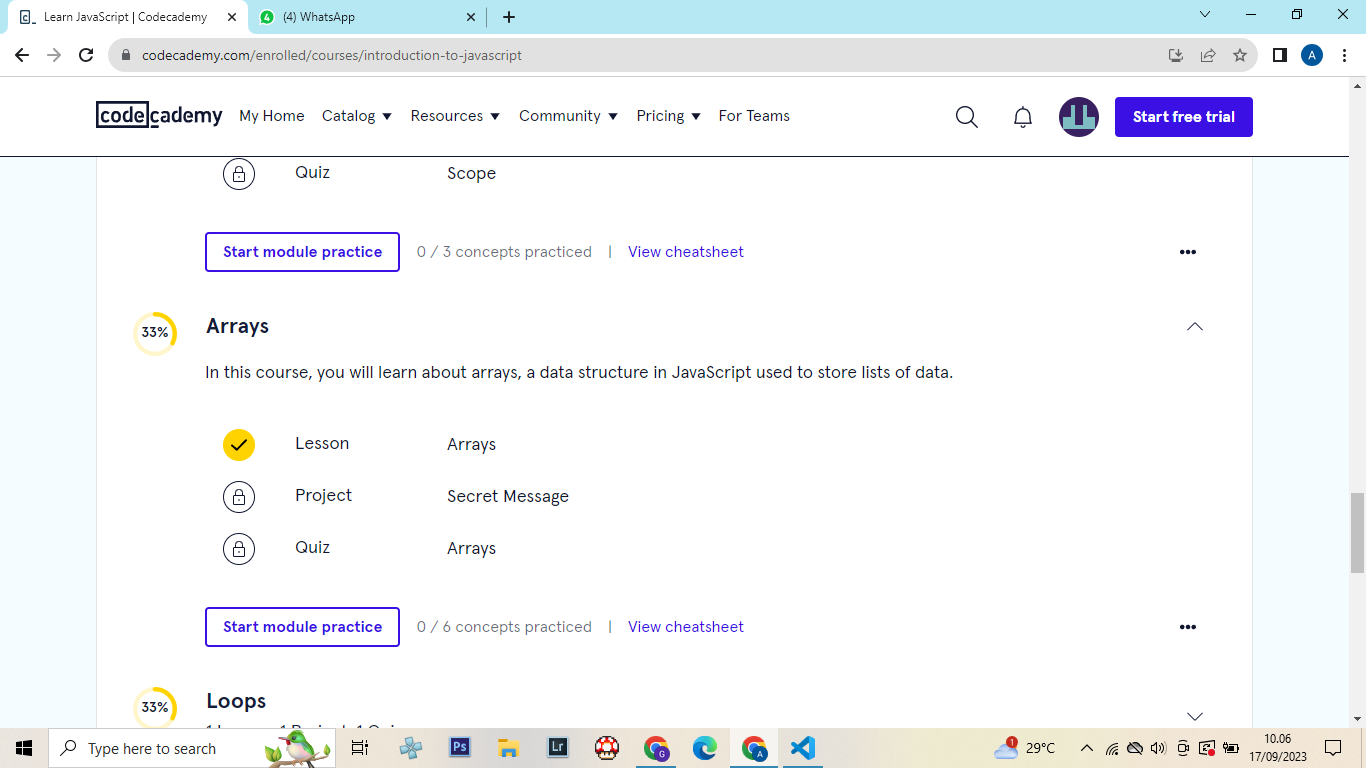 Learn JavaScript | Codecademy
(4) WhatsApp
codecademy.com/enrolled/courses/introduction-to-javascript
A
codecademy My Home Catalog Resources Community Pricing For Teams Start free trial
Quiz Scope
Start module practice 0 / 3 concepts practiced | View cheatsheet
33% Arrays
In this course, you will learn about arrays, a data structure in JavaScript used to store lists of data.
Lesson Arrays
Project Secret Message
Quiz Arrays
Start module practice 0 / 6 concepts practiced | View cheatsheet
33% Loops
Type here to search
Ps
Lr
G
A
1
29°C
10.06
17/09/2023